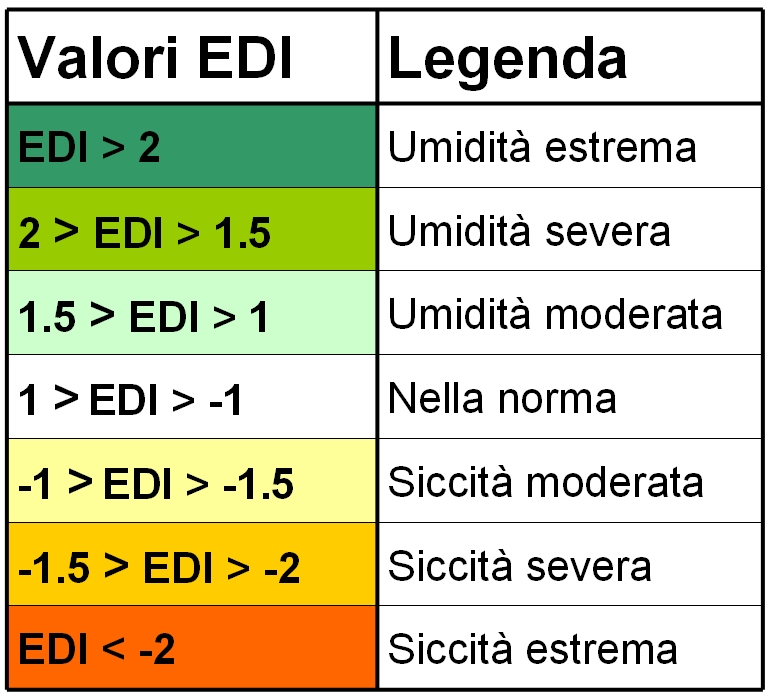 Valori EDI Legenda
EDI > 2 Umidità estrema
2 > EDI > 1.5 Umidità severa
1.5 > EDI > 1 Umidità moderata
1 > EDI > -1 Nella norma
-1 > EDI > -1.5 Siccità moderata
-1.5 > EDI > -2 Siccità severa
EDI < -2 Siccità estrema